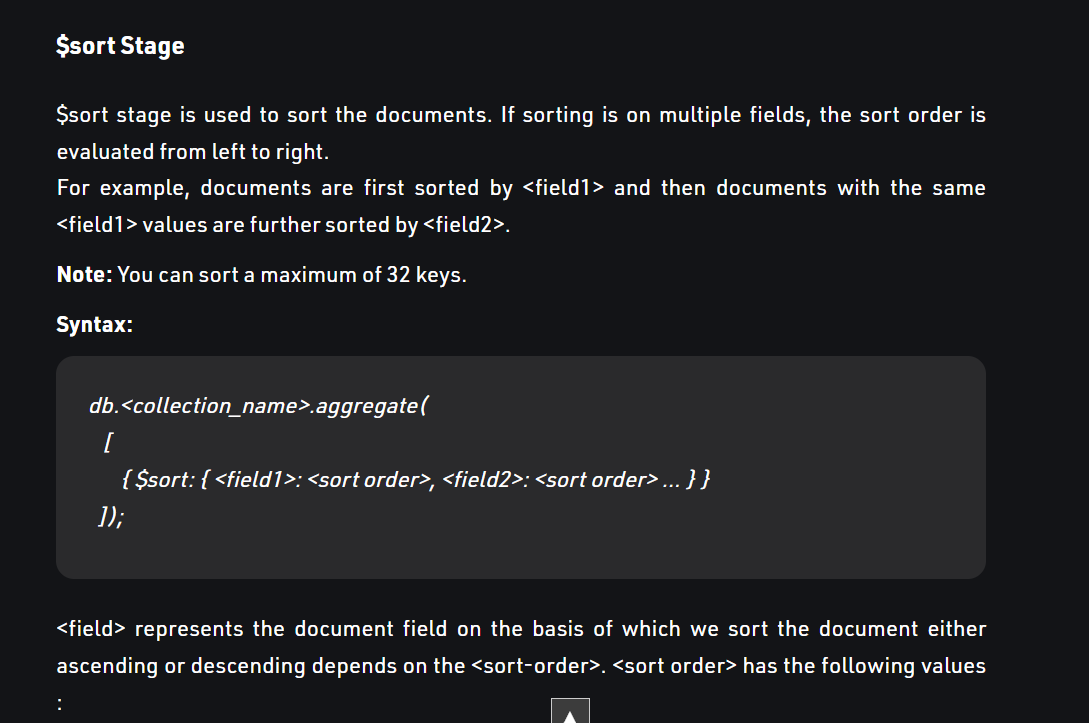 $sort Stage
$sort stage is used to sort the documents. If sorting is on multiple fields, the sort order is
evaluated from left to right.
For example, documents are first sorted by <field1> and then documents with the same
<field1> values are further sorted by <field2>.
Note: You can sort a maximum of 32 keys.
Syntax:
db.<collection_name>.aggregate(
[
{ $sort: { <field1>: <sort order>, <field2>: <sort order> ... } }
]);
<field> represents the document field on the basis of which we sort the document either
ascending or descending depends on the <sort-order>. <sort order> has the following values
: